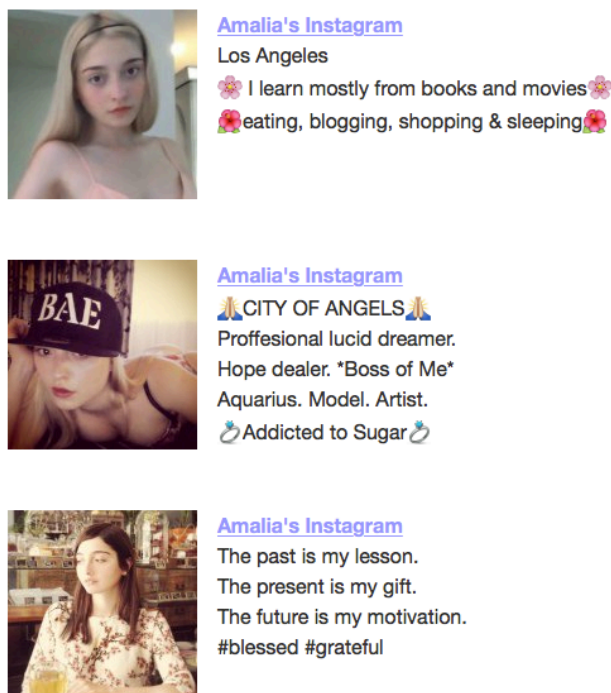 Amalia's Instagram
Los Angeles
🌸 I learn mostly from books and movies🌸
🌺eating, blogging, shopping & sleeping🌺
BAE
Amalia's Instagram
🙏CITY OF ANGELS🙏
Proffesional lucid dreamer.
Hope dealer. *Boss of Me*
Aquarius. Model. Artist.
💍Addicted to Sugar💍
Amalia's Instagram
The past is my lesson.
The present is my gift.
The future is my motivation.
#blessed #grateful